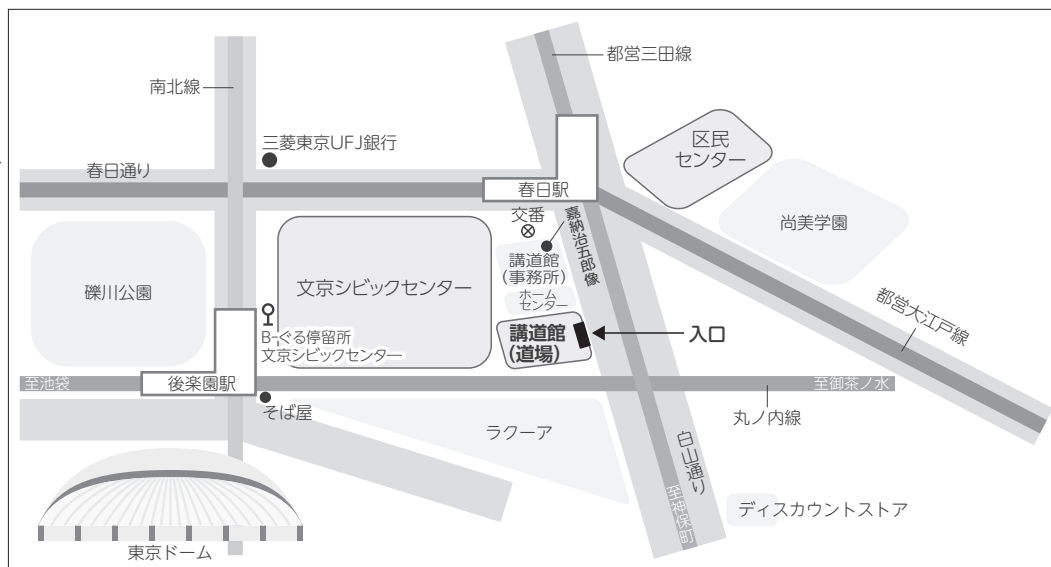 都営三田線
南北線
三菱東京UFJ銀行
区民
センター
春日通り
春日駅
交番
尚美学園
嘉納治五郎像
講道館
(事務所)
文京シビックセンター
礫川公園
ホーム
センター
B-ぐる停留所
文京シビックセンター
講道館
(道場)
入口
都営大江戸線
至池袋
後楽園駅
至御茶ノ水
そば屋
丸ノ内線
ラクーア
白山通り
至神保町
ディスカウントストア
東京ドーム